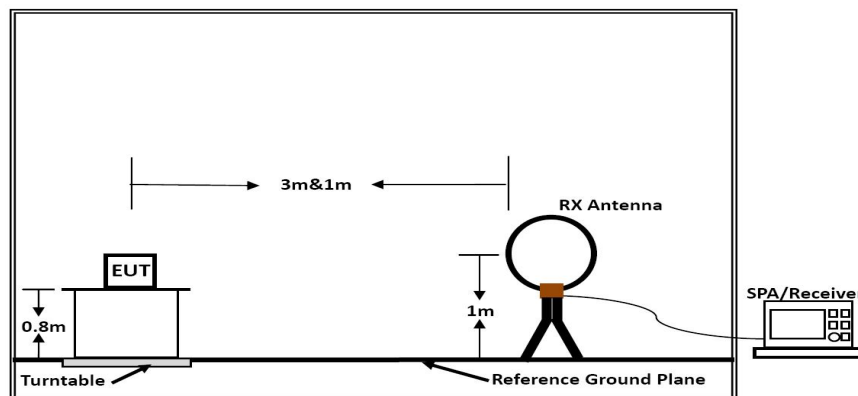 3m&1m
RX Antenna
EUT
SPA/Receiver
0.8m
1m
Turntable
Reference Ground Plane